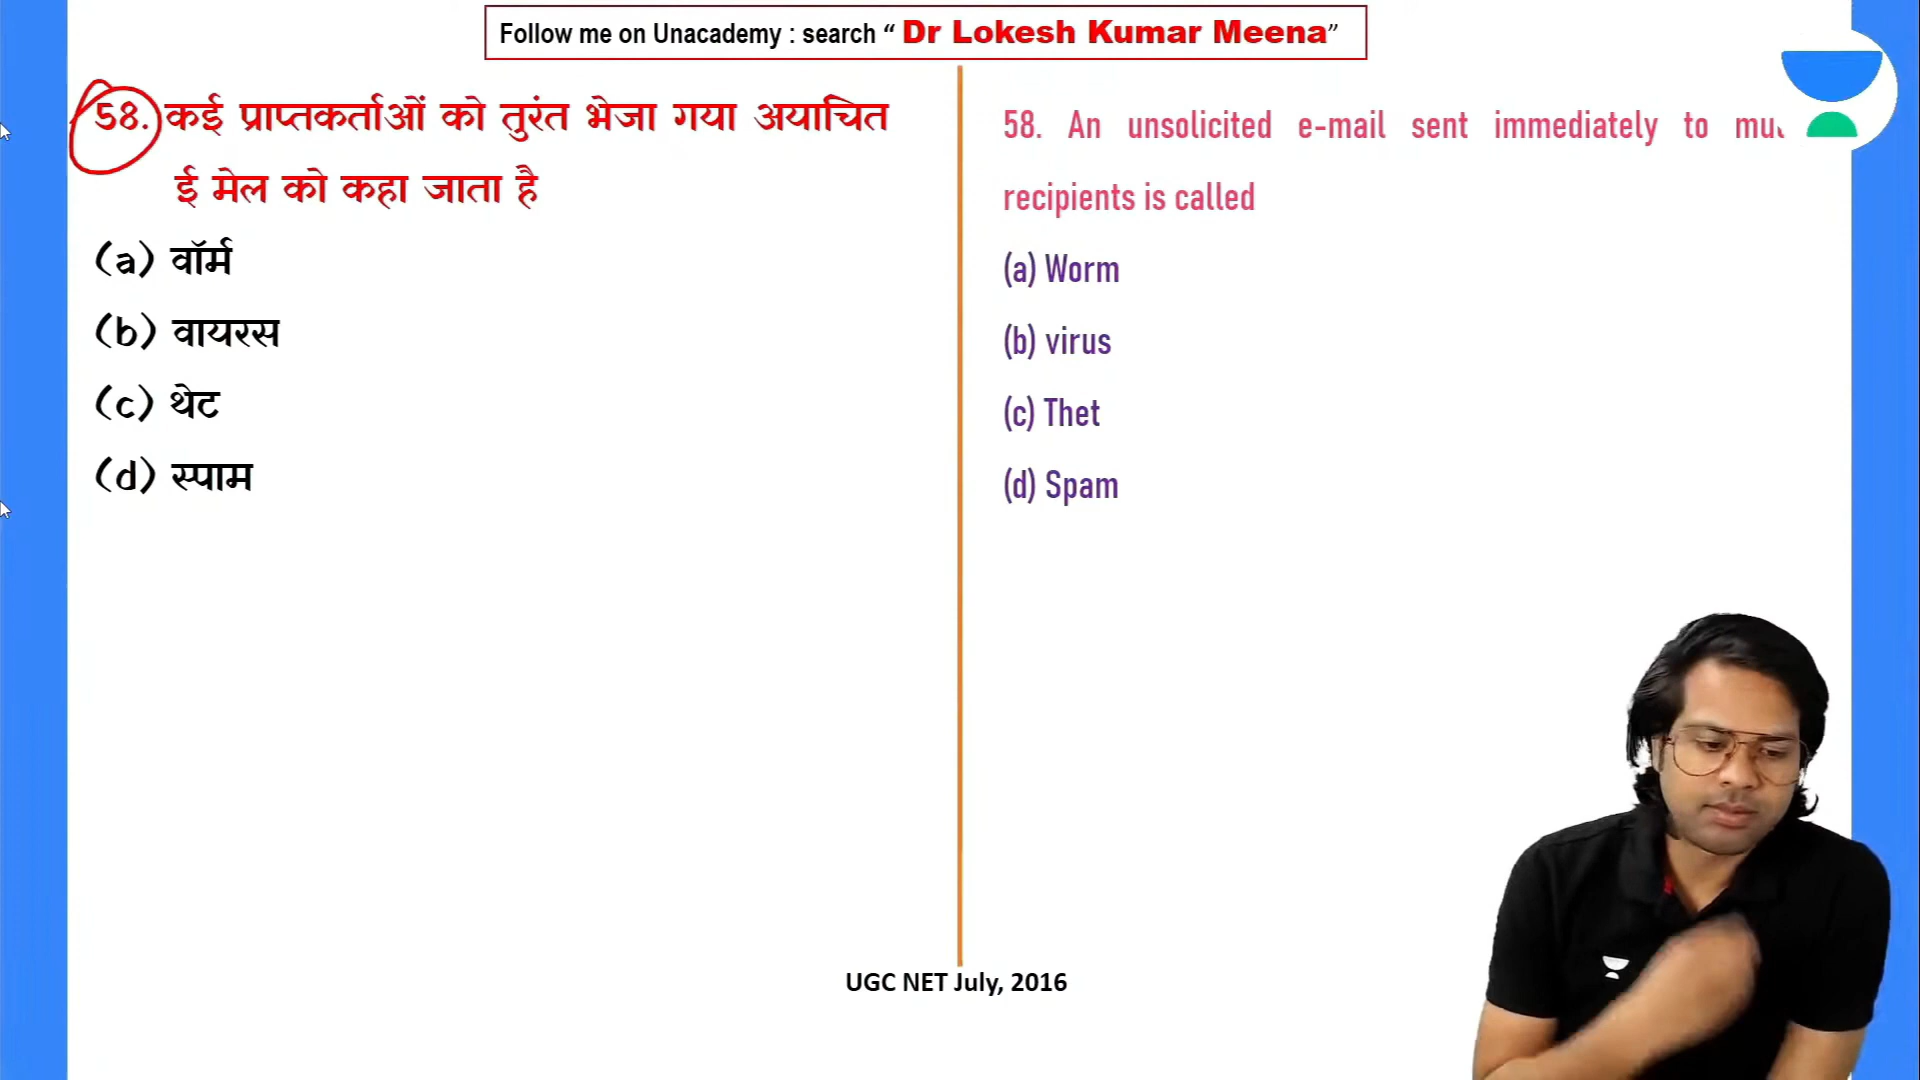 Follow me on Unacademy : search “ Dr Lokesh Kumar Meena”
58. कई प्राप्तकर्ताओं को तुरंत भेजा गया अयाचित
ई मेल को कहा जाता है
(a) वॉर्म
(b) वायरस
(c) थेट
(d) स्पाम
58. An unsolicited e-mail sent immediately to
recipients is called
(a) Worm
(b) virus
(c) Thet
(d) Spam
UGC NET July, 2016